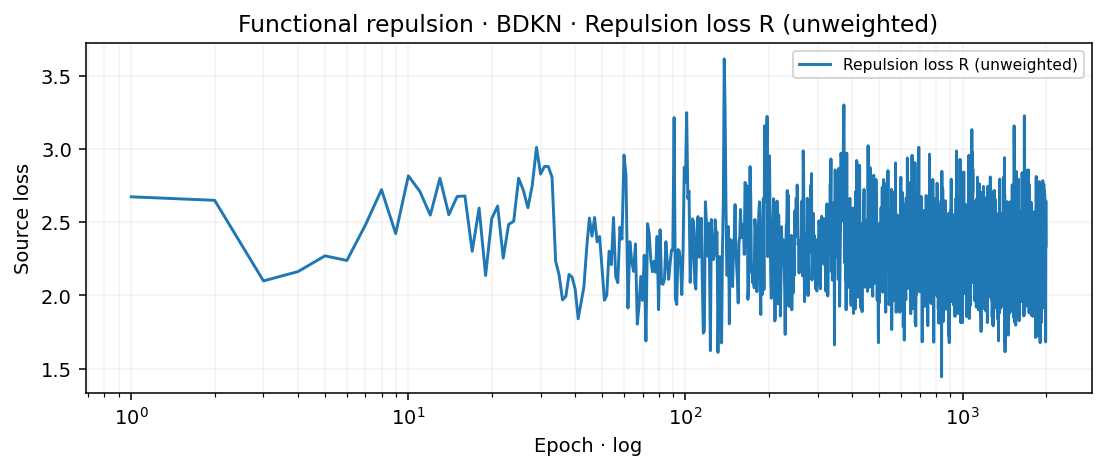 Functional repulsion · BDKN · Repulsion loss R (unweighted)
Repulsion loss R (unweighted)
Source loss
3.5
3.0
2.5
2.0
1.5
10⁰ 10¹ 10² 10³
Epoch · log